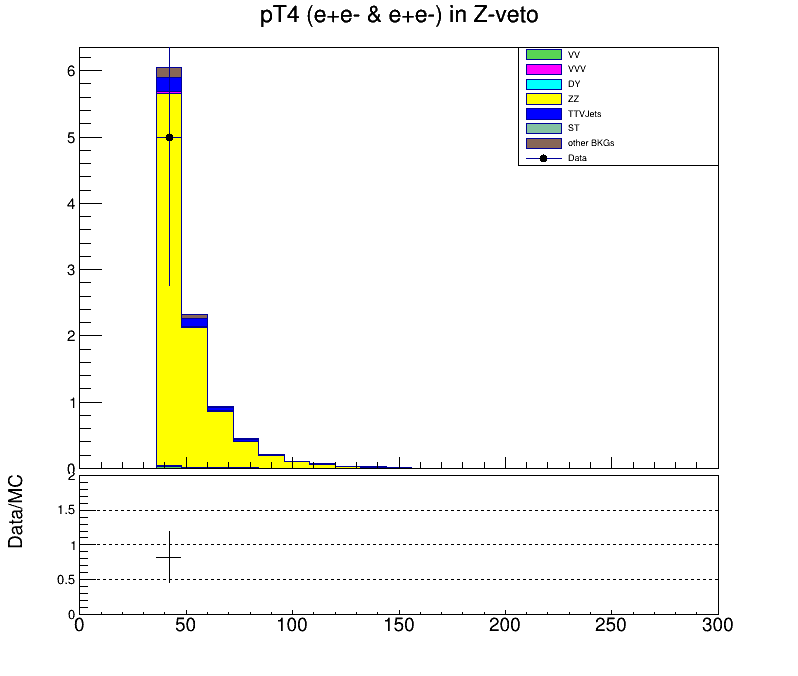 pT4 (e+e- & e+e-) in Z-veto
VV
VVV
DY
ZZ
TTVJets
ST
other BKGs
Data
6
5
4
3
2
1
0
Data/MC
2
1.5
1
0.5
0
0 50 100 150 200 250 300